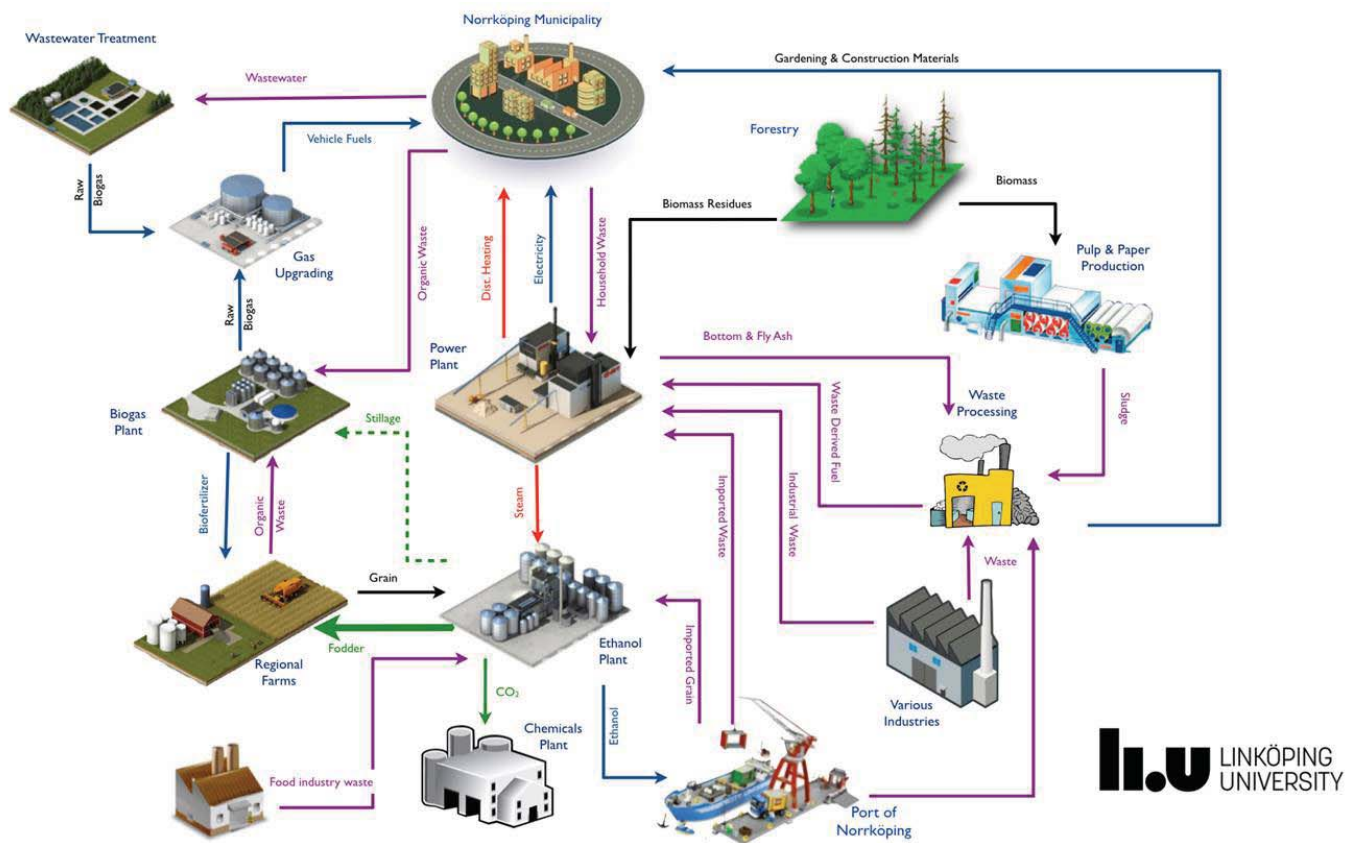 Norrköping Municipality
Wastewater Treatment
Wastewater
Gardening & Construction Materials
Vehicle Fuels
Forestry
Raw
Biogas
Biomass
Biomass Residues
Gas
Upgrading
Organic Waste
Dist. Heating
Electricity
Household Waste
Pulp & Paper
Production
Raw
Biogas
Power
Plant
Bottom & Fly Ash
Waste
Processing
Sludge
Biogas
Plant
Stillage
Waste Derived Fuel
Biofertilizer
Organic
Waste
Steam
Imported Waste
Industrial Waste
Waste
Grain
Fodder
Ethanol
Plant
Regional
Farms
Imported Grain
CO₂
Various
Industries
Chemicals
Plant
Ethanol
Food industry waste
Port of
Norrköping
li.u LINKÖPING
UNIVERSITY